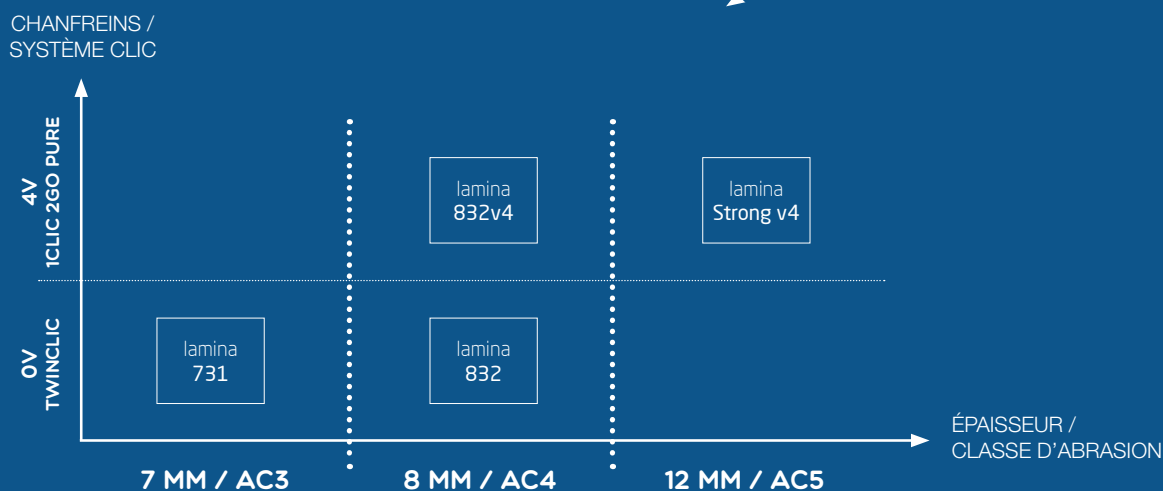 CHANFREINS /
SYSTÈME CLIC
4V
1CLIC 2GO PURE
lamina
832v4
lamina
Strong v4
0V
TWINCLIC
lamina
731
lamina
832
ÉPAISSEUR /
CLASSE D'ABRASION
7 MM / AC3
8 MM / AC4
12 MM / AC5